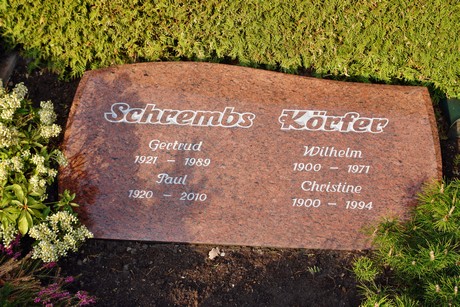 Schrembs
Gertrud
1921 – 1989
Paul
1920 – 2010
Körfer
Wilhelm
1900 – 1971
Christine
1900 – 1994